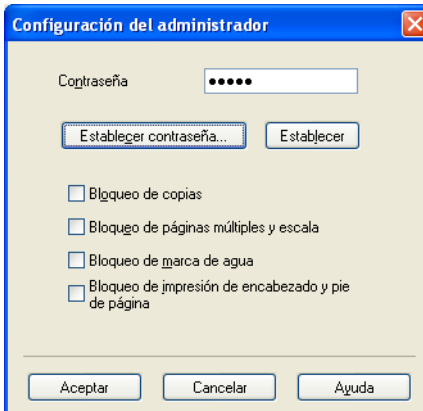 Configuración del administrador
Contraseña
•••••
Establecer contraseña...
Establecer
Bloqueo de copias
Bloqueo de páginas múltiples y escala
Bloqueo de marca de agua
Bloqueo de impresión de encabezado y pie
de página
Aceptar
Cancelar
Ayuda